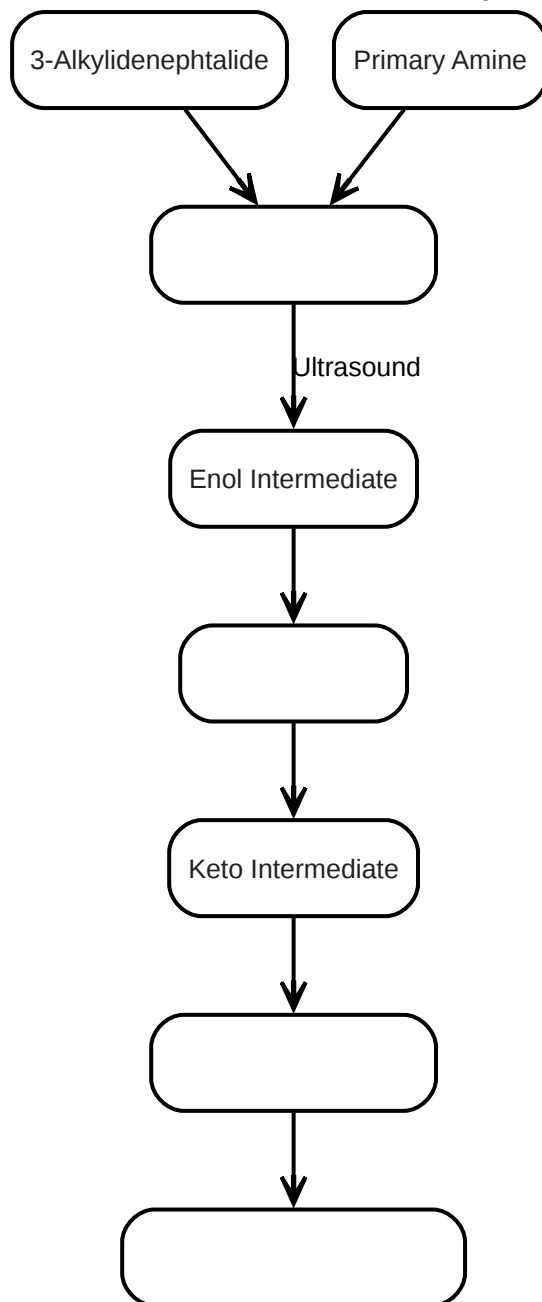 3-Alkylidenephtalide
Primary Amine
Ultrasound
Enol Intermediate
Keto Intermediate